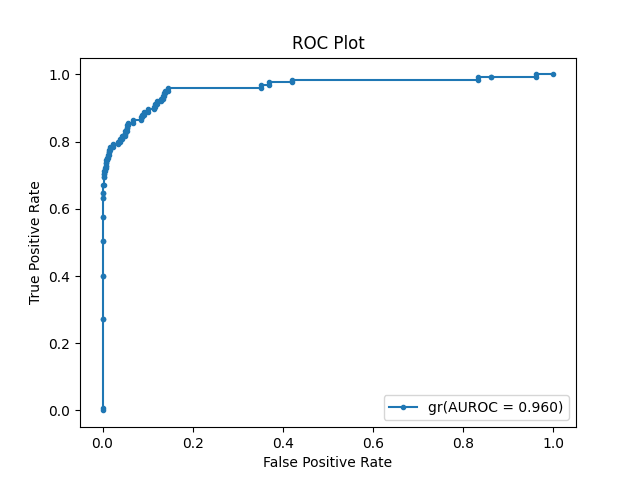 ROC Plot
1.0
0.8
0.6
0.4
0.2
0.0
True Positive Rate
gr(AUROC = 0.960)
0.0 0.2 0.4 0.6 0.8 1.0
False Positive Rate